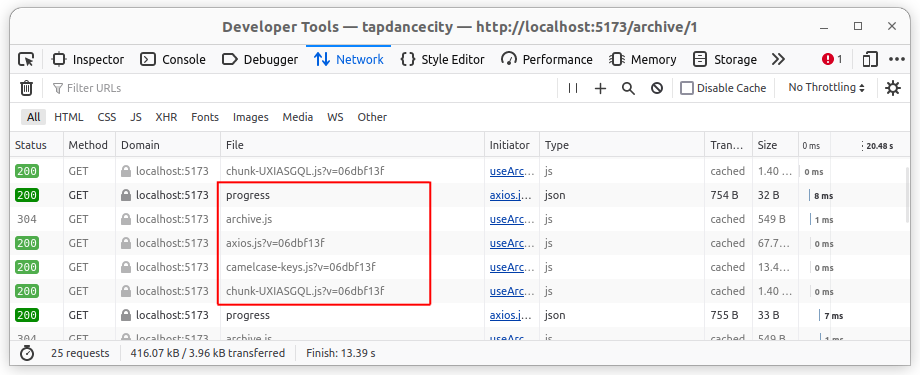 Developer Tools — tapdancecity — http://localhost:5173/archive/1
Inspector Console Debugger Network Style Editor Performance Memory Storage 1
Filter URLs Disable Cache No Throttling
All HTML CSS JS XHR Fonts Images Media WS Other
Status Method Domain File Initiator Type Tran… Size 0 ms 20.48 s
200 GET localhost:5173 chunk-UXIASGQL.js?v=06dbf13f useArc… js cached 1.40 … 0 ms
200 GET localhost:5173 progress axios.j… json 754 B 32 B 8 ms
304 GET localhost:5173 archive.js useArc… js cached 549 B 1 ms
200 GET localhost:5173 axios.js?v=06dbf13f useArc… js cached 67.7… 0 ms
200 GET localhost:5173 camelcase-keys.js?v=06dbf13f useArc… js cached 13.4… 0 ms
200 GET localhost:5173 chunk-UXIASGQL.js?v=06dbf13f useArc… js cached 1.40 … 0 ms
200 GET localhost:5173 progress axios.j… json 755 B 33 B 7 ms
304 GET localhost:5173 archive.js useArc… js cached 549 B 1 ms
25 requests 416.07 kB / 3.96 kB transferred Finish: 13.39 s